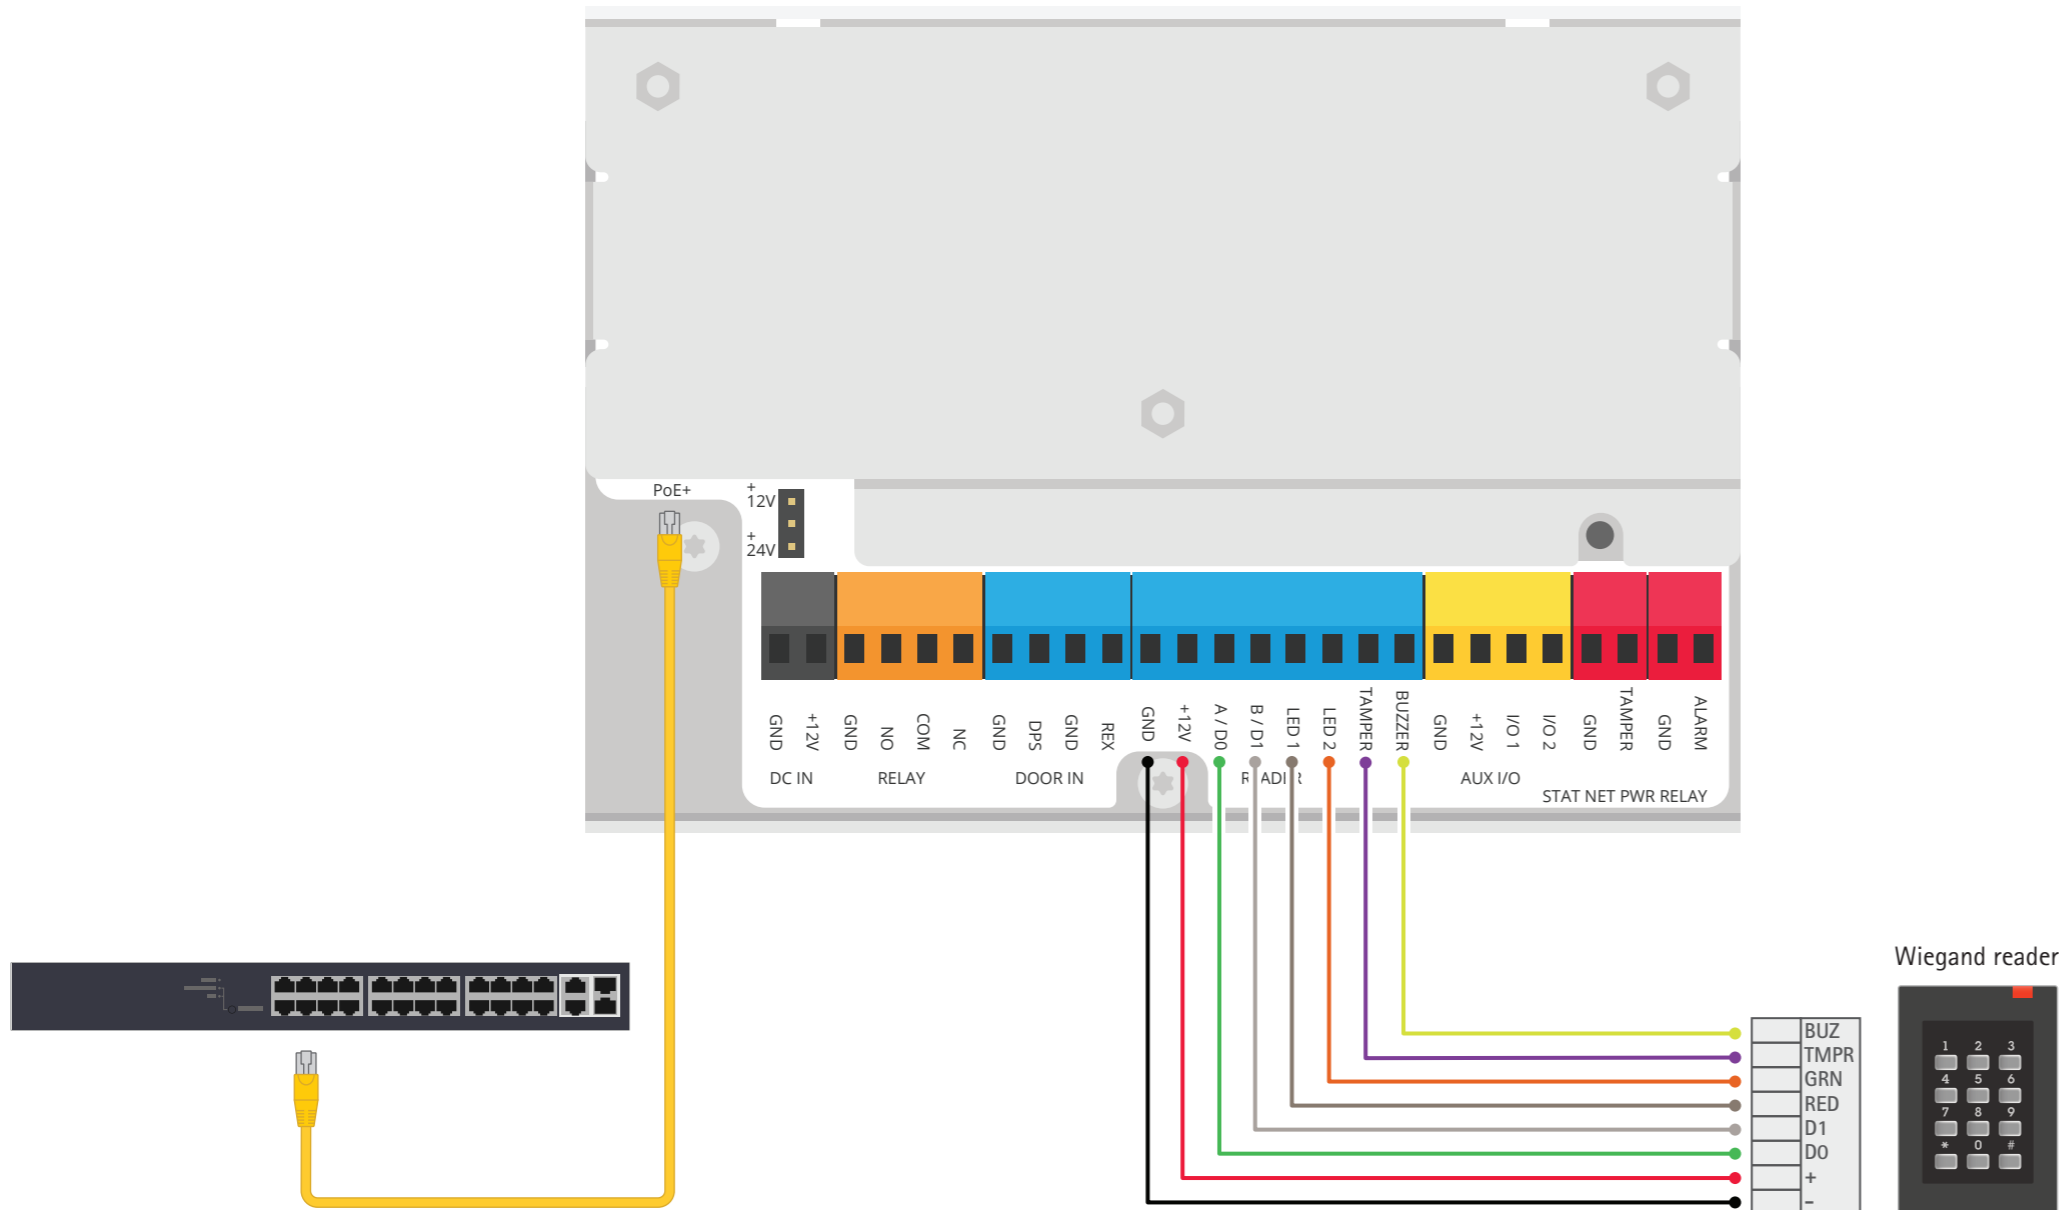 PoE+
+
12V
+
24V
GND
+12V
GND
NO
COM
NC
GND
DPS
GND
REX
GND
+12V
A / D0
B / D1
LED 1
LED 2
TAMPER
BUZZER
GND
+12V
I/O 1
I/O 2
GND
TAMPER
GND
ALARM
DC IN
RELAY
DOOR IN
READER
AUX I/O
STAT NET PWR RELAY
Wiegand reader
BUZ
TMPR
GRN
RED
D1
D0
+
-
1 2 3
4 5 6
7 8 9
* 0 #